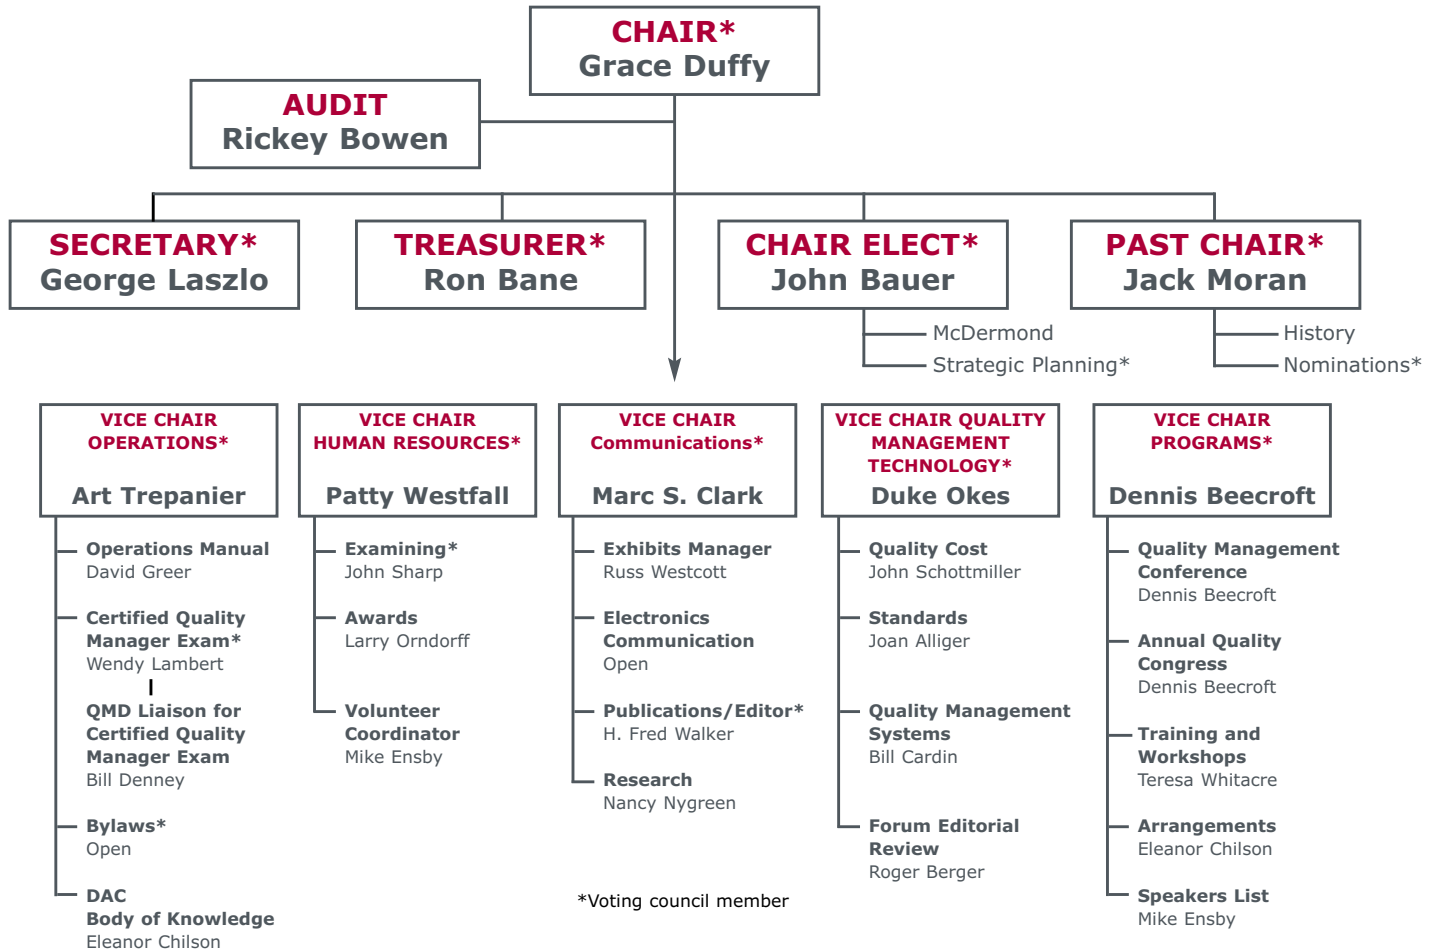 CHAIR*
Grace Duffy
AUDIT
Rickey Bowen
SECRETARY*
George Laszlo
TREASURER*
Ron Bane
CHAIR ELECT*
John Bauer
McDermond
Strategic Planning*
PAST CHAIR*
Jack Moran
History
Nominations*
VICE CHAIR
OPERATIONS*
Art Trepanier
Operations Manual
David Greer
Certified Quality
Manager Exam*
Wendy Lambert
QMD Liaison for
Certified Quality
Manager Exam
Bill Denney
Bylaws*
Open
DAC
Body of Knowledge
Eleanor Chilson
VICE CHAIR
HUMAN RESOURCES*
Patty Westfall
Examining*
John Sharp
Awards
Larry Orndorff
Volunteer
Coordinator
Mike Ensby
VICE CHAIR
Communications*
Marc S. Clark
Exhibits Manager
Russ Westcott
Electronics
Communication
Open
Publications/Editor*
H. Fred Walker
Research
Nancy Nygreen
VICE CHAIR QUALITY
MANAGEMENT
TECHNOLOGY*
Duke Okes
Quality Cost
John Schottmiller
Standards
Joan Alliger
Quality Management
Systems
Bill Cardin
Forum Editorial
Review
Roger Berger
VICE CHAIR
PROGRAMS*
Dennis Beecroft
Quality Management
Conference
Dennis Beecroft
Annual Quality
Congress
Dennis Beecroft
Training and
Workshops
Teresa Whitacre
Arrangements
Eleanor Chilson
Speakers List
Mike Ensby
*Voting council member